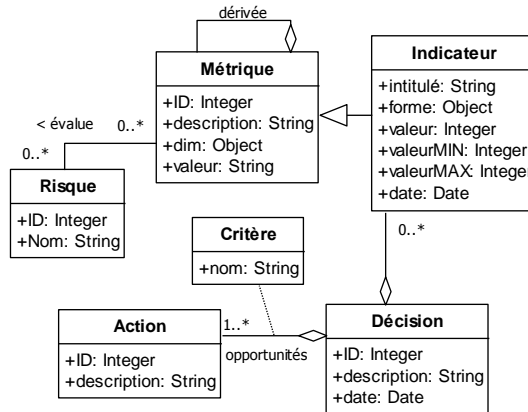 dérivée
Métrique
+ID: Integer
+description: String
+dim: Object
+valeur: String
Indicateur
+intitulé: String
+forme: Object
+valeur: Integer
+valeurMIN: Integer
+valeurMAX: Integer
+date: Date
< évalue
0..*
0..*
Risque
+ID: Integer
+Nom: String
0..*
Critère
+nom: String
Action
+ID: Integer
+description: String
1..*
opportunités
Décision
+ID: Integer
+description: String
+date: Date